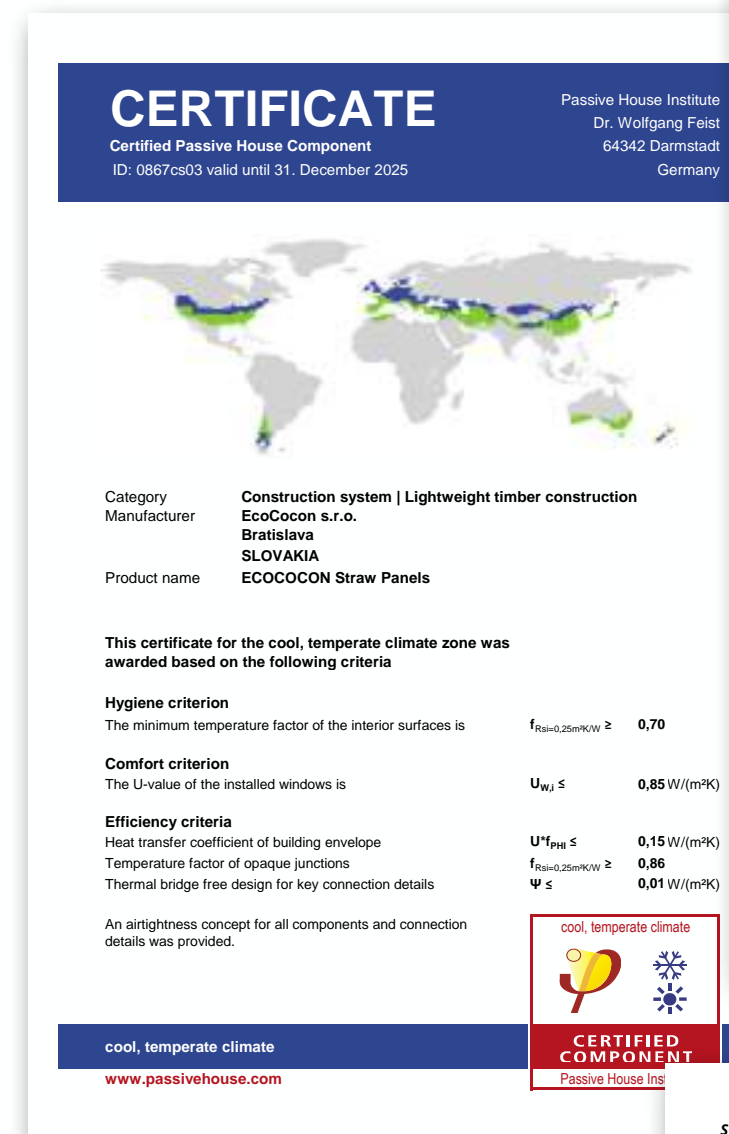 CERTIFICATE
Certified Passive House Component
ID: 0867cs03 valid until 31. December 2025
Passive House Institute
Dr. Wolfgang Feist
64342 Darmstadt
Germany
Category Construction system | Lightweight timber construction
Manufacturer EcoCocon s.r.o.
Bratislava
SLOVAKIA
Product name ECOCOCON Straw Panels
This certificate for the cool, temperate climate zone was
awarded based on the following criteria
Hygiene criterion
The minimum temperature factor of the interior surfaces is fRsi=0,25m²K/W ≥ 0,70
Comfort criterion
The U-value of the installed windows is UW,i ≤ 0,85 W/(m²K)
Efficiency criteria
Heat transfer coefficient of building envelope U*fPHI ≤ 0,15 W/(m²K)
Temperature factor of opaque junctions fRsi=0,25m²K/W ≥ 0,86
Thermal bridge free design for key connection details Ψ ≤ 0,01 W/(m²K)
An airtightness concept for all components and connection
details was provided.
cool, temperate climate
CERTIFIED
COMPONENT
Passive House Inst
cool, temperate climate
www.passivehouse.com
S